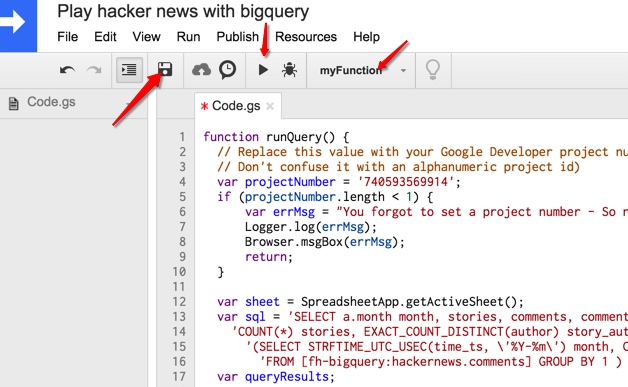 Play hacker news with bigquery
File Edit View Run Publish Resources Help
myFunction
Code.gs
* Code.gs ×
1 function runQuery() {
2 // Replace this value with your Google Developer project nu
3 // Don't confuse it with an alphanumeric project id)
4 var projectNumber = '740593569914';
5 if (projectNumber.length < 1) {
6 var errMsg = "You forgot to set a project number - So n
7 Logger.log(errMsg);
8 Browser.msgBox(errMsg);
9 return;
10 }
11
12 var sheet = SpreadsheetApp.getActiveSheet();
13 var sql = 'SELECT a.month month, stories, comments, comment
14 'COUNT(*) stories, EXACT_COUNT_DISTINCT(author) story_aut
15 '(SELECT STRFTIME_UTC_USEC(time_ts, \'%Y-%m\') month, C
16 'FROM [fh-bigquery:hackernews.comments] GROUP BY 1 )
17 var queryResults;